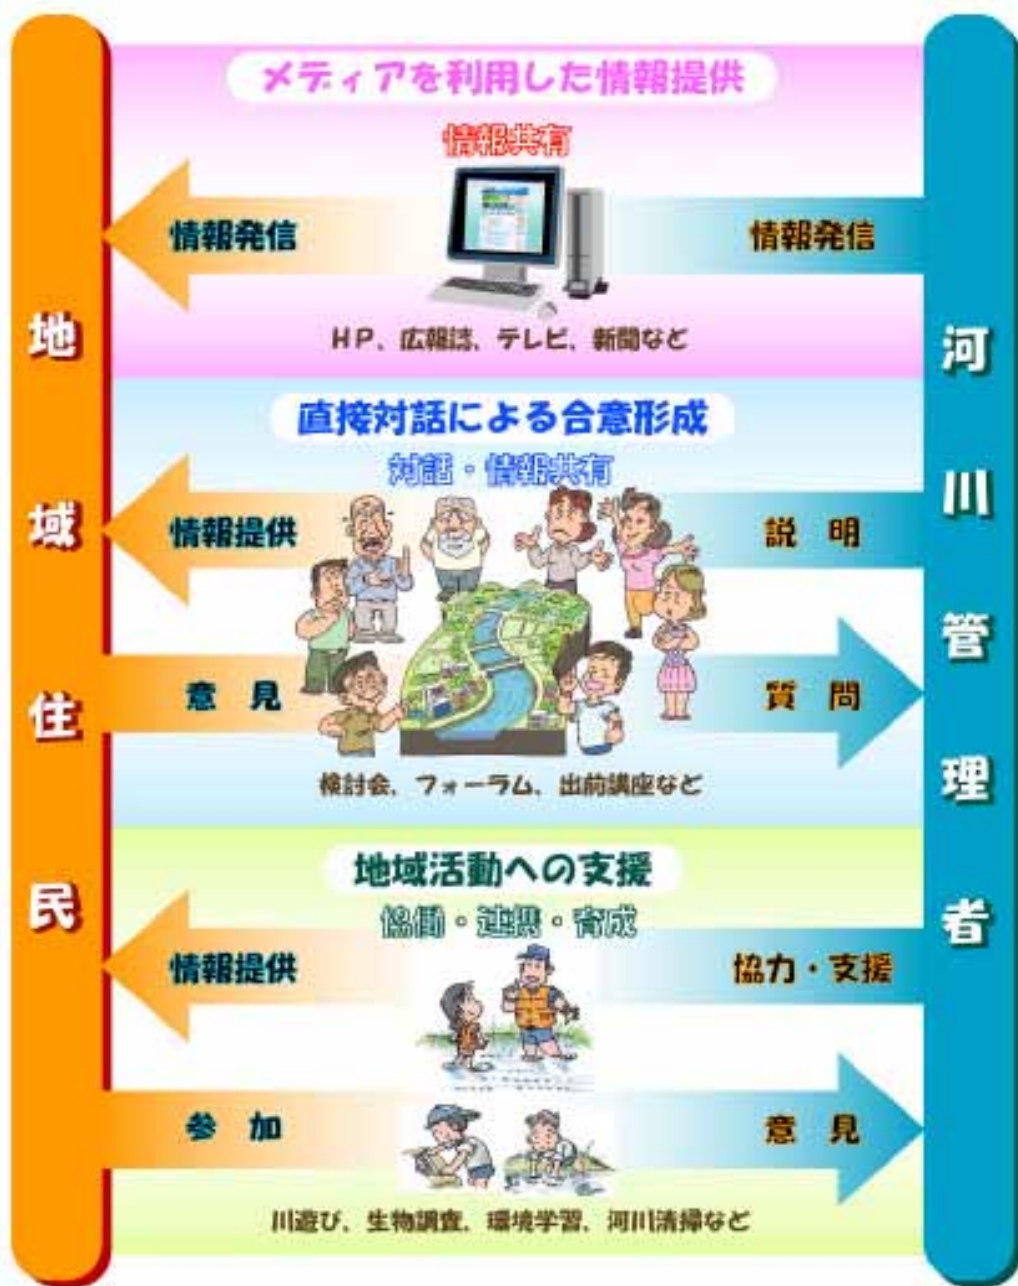 メディアを利用した情報提供
情報共有
情報発信
情報発信
HP、広報誌、テレビ、新聞など
直接対話による合意形成
対話・情報共有
情報提供
説明
意見
質問
検討会、フォーラム、出前講座など
地域活動への支援
協働・連携・育成
情報提供
協力・支援
参加
意見
川遊び、生物調査、環境学習、河川清掃など
地域住民
河川管理者